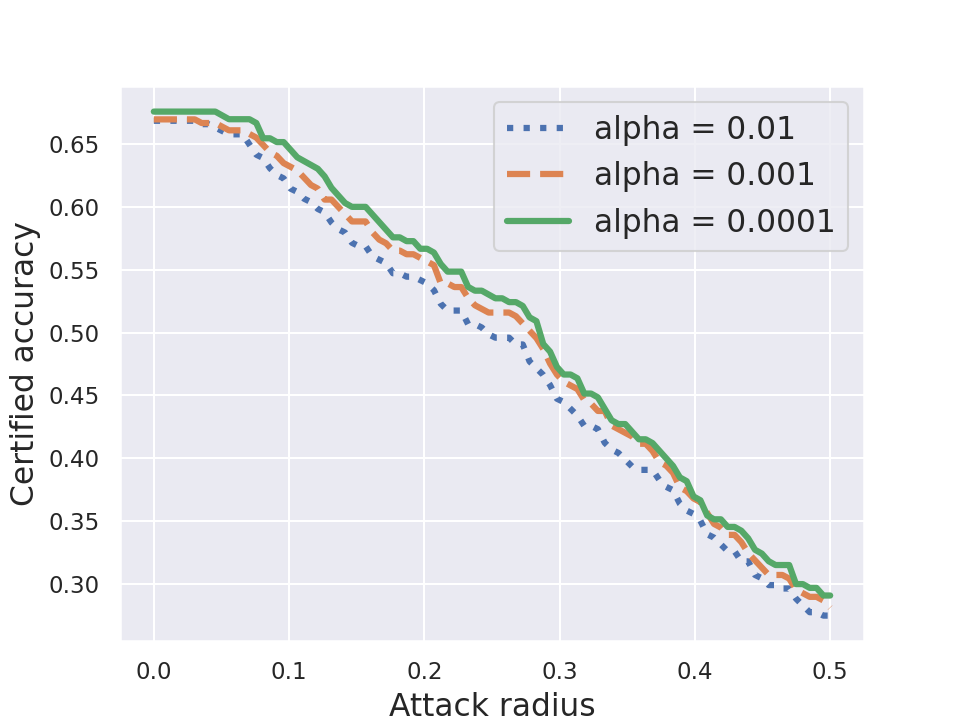 alpha = 0.01
alpha = 0.001
alpha = 0.0001
Certified accuracy
0.65
0.60
0.55
0.50
0.45
0.40
0.35
0.30
0.0 0.1 0.2 0.3 0.4 0.5
Attack radius